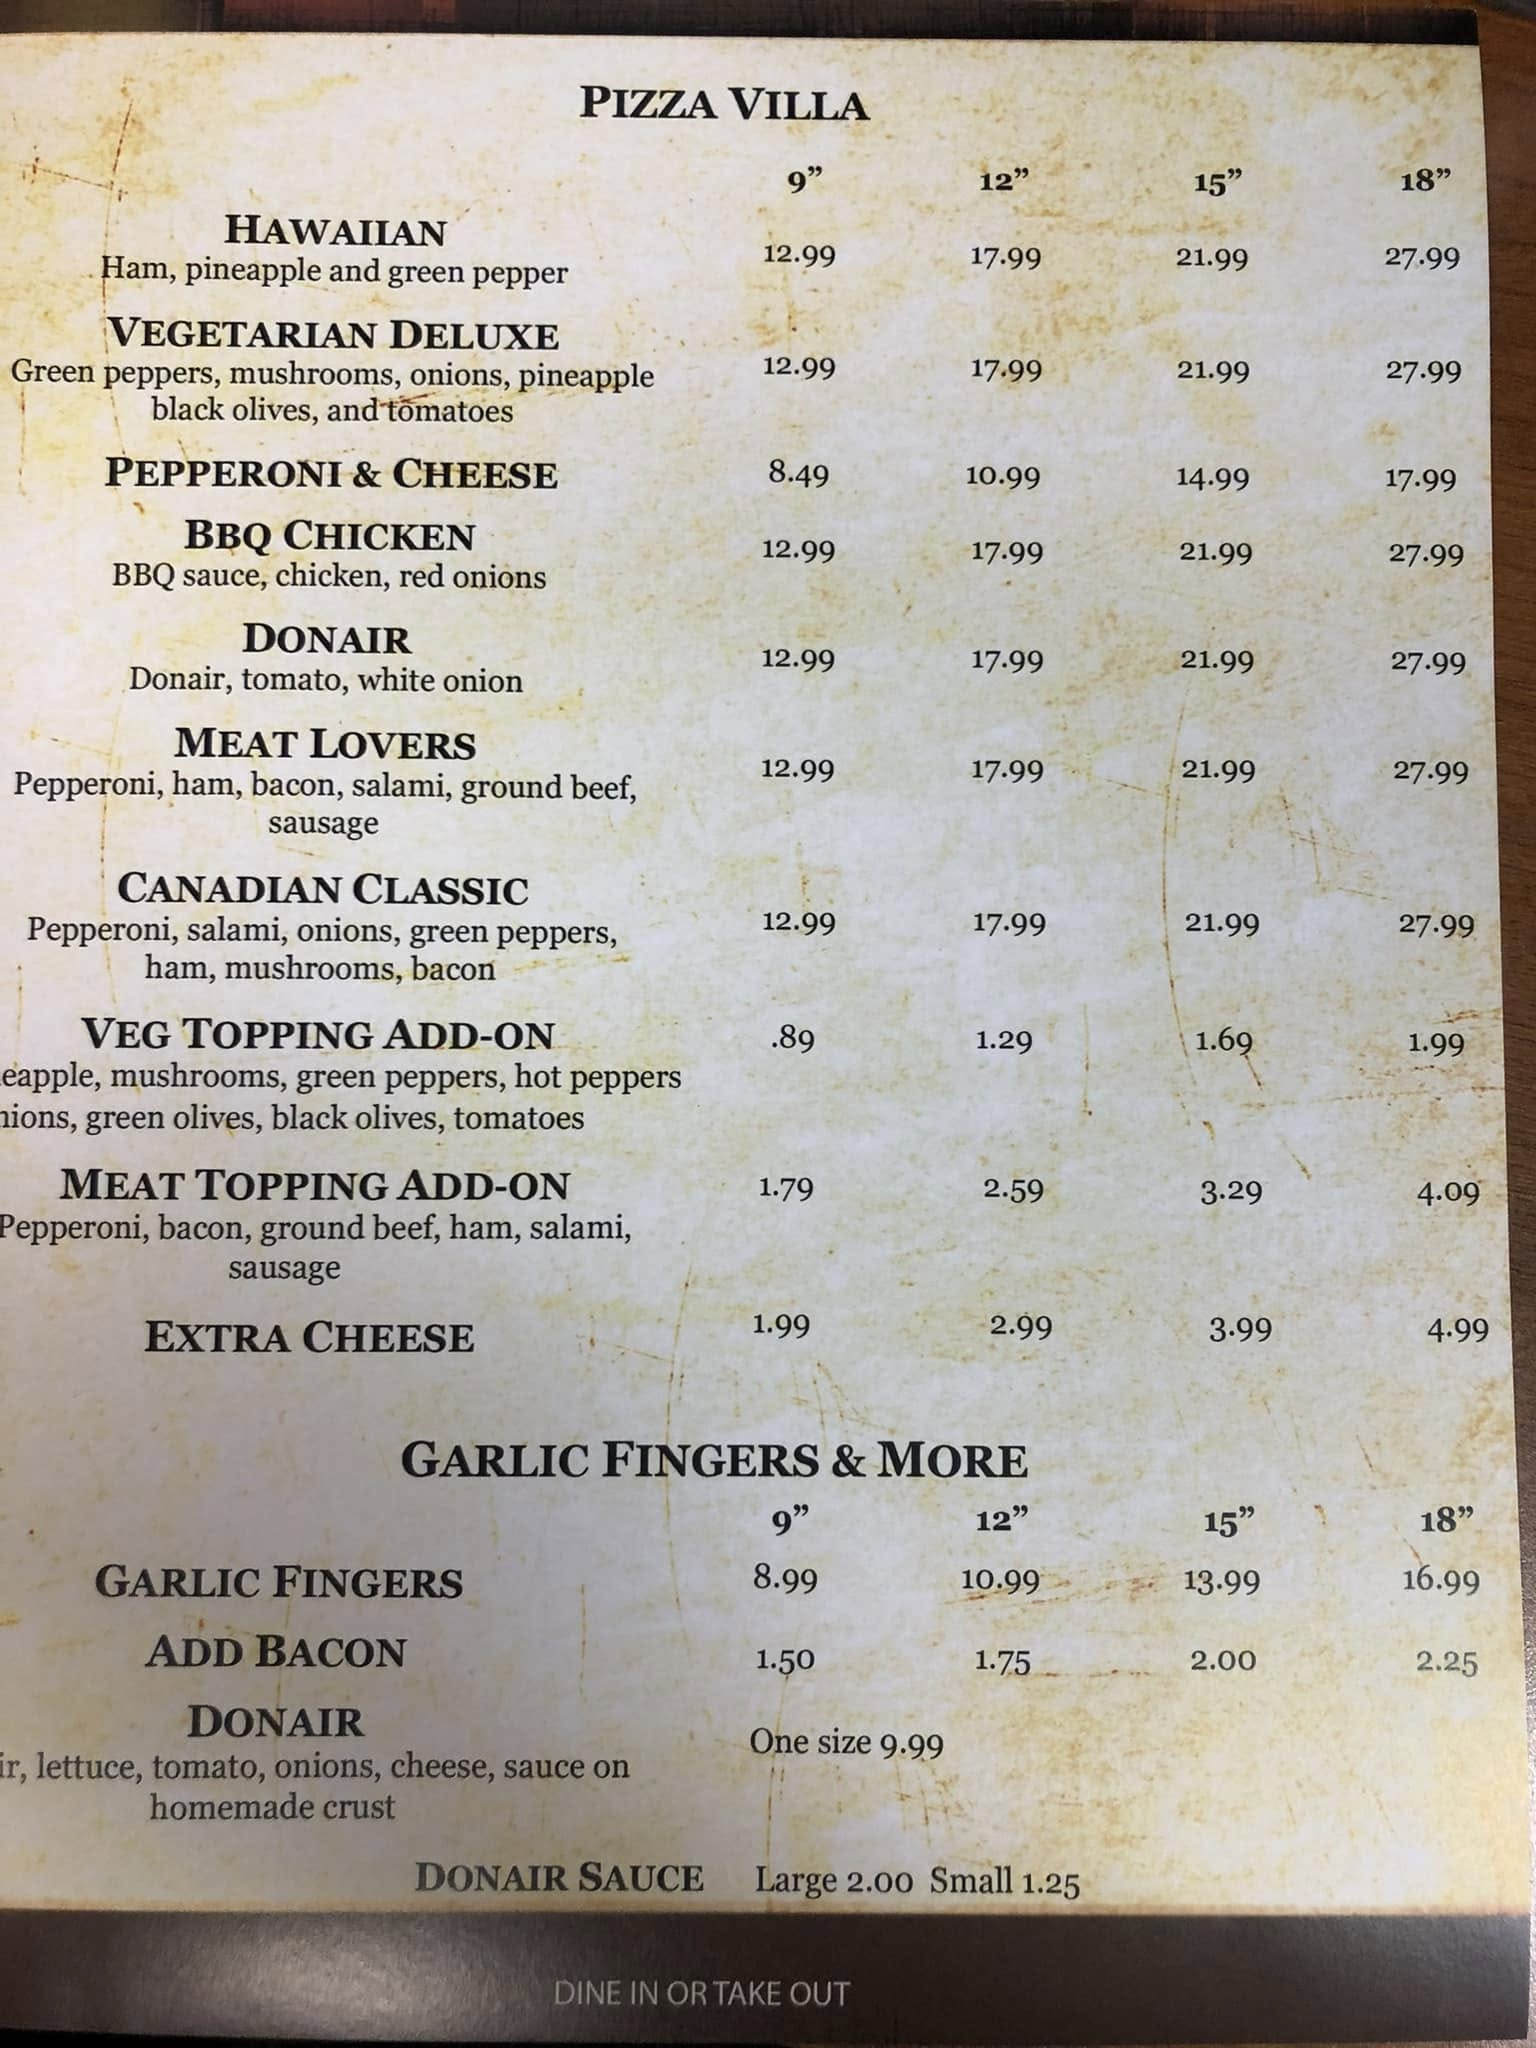 PIZZA VILLA
9” 12” 15” 18”
HAWAIIAN
12.99 17.99 21.99 27.99
Ham, pineapple and green pepper
VEGETARIAN DELUXE
Green peppers, mushrooms, onions, pineapple 12.99 17.99 21.99 27.99
black olives, and tomatoes
PEPPERONI & CHEESE 8.49 10.99 14.99 17.99
BBQ CHICKEN
12.99 17.99 21.99 27.99
BBQ sauce, chicken, red onions
DONAIR
12.99 17.99 21.99 27.99
Donair, tomato, white onion
MEAT LOVERS
12.99 17.99 21.99 27.99
Pepperoni, ham, bacon, salami, ground beef,
sausage
CANADIAN CLASSIC
Pepperoni, salami, onions, green peppers, 12.99 17.99 21.99 27.99
ham, mushrooms, bacon
VEG TOPPING ADD-ON .89 1.29 1.69 1.99
eapple, mushrooms, green peppers, hot peppers
nions, green olives, black olives, tomatoes
MEAT TOPPING ADD-ON 1.79 2.59 3.29 4.09
Pepperoni, bacon, ground beef, ham, salami,
sausage
EXTRA CHEESE 1.99 2.99 3.99 4.99
GARLIC FINGERS & MORE
9” 12” 15” 18”
GARLIC FINGERS 8.99 10.99 13.99 16.99
ADD BACON 1.50 1.75 2.00 2.25
DONAIR
One size 9.99
ir, lettuce, tomato, onions, cheese, sauce on
homemade crust
DONAIR SAUCE Large 2.00 Small 1.25
DINE IN OR TAKE OUT